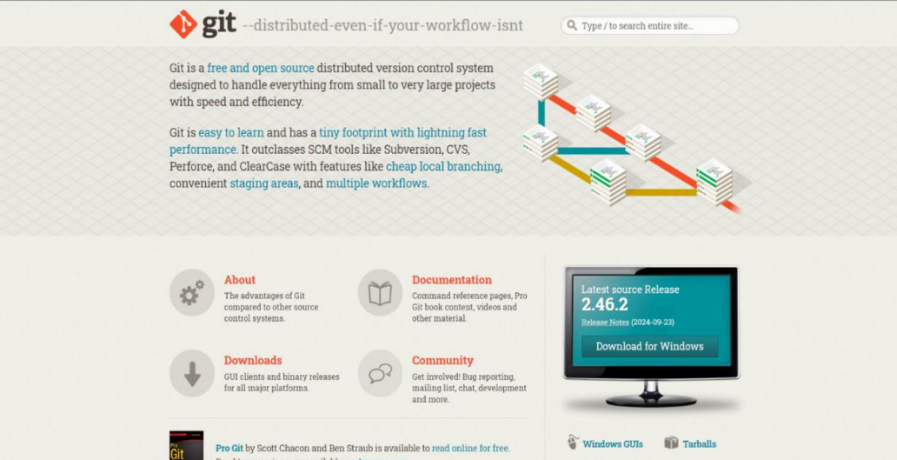 git --distributed-even-if-your-workflow-isnt
Type / to search entire site...
Git is a free and open source distributed version control system
designed to handle everything from small to very large projects
with speed and efficiency.
Git is easy to learn and has a tiny footprint with lightning fast
performance. It outclasses SCM tools like Subversion, CVS,
Perforce, and ClearCase with features like cheap local branching,
convenient staging areas, and multiple workflows.
About
The advantages of Git
compared to other source
control systems.
Documentation
Command reference pages, Pro
Git book content, videos and
other material.
Downloads
GUI clients and binary releases
for all major platforms.
Community
Get involved! Bug reporting,
mailing list, chat, development
and more.
Latest source Release
2.46.2
Release Notes (2024-09-23)
Download for Windows
Windows GUIs
Tarballs
Pro
Git
Pro Git by Scott Chacon and Ben Straub is available to read online for free.